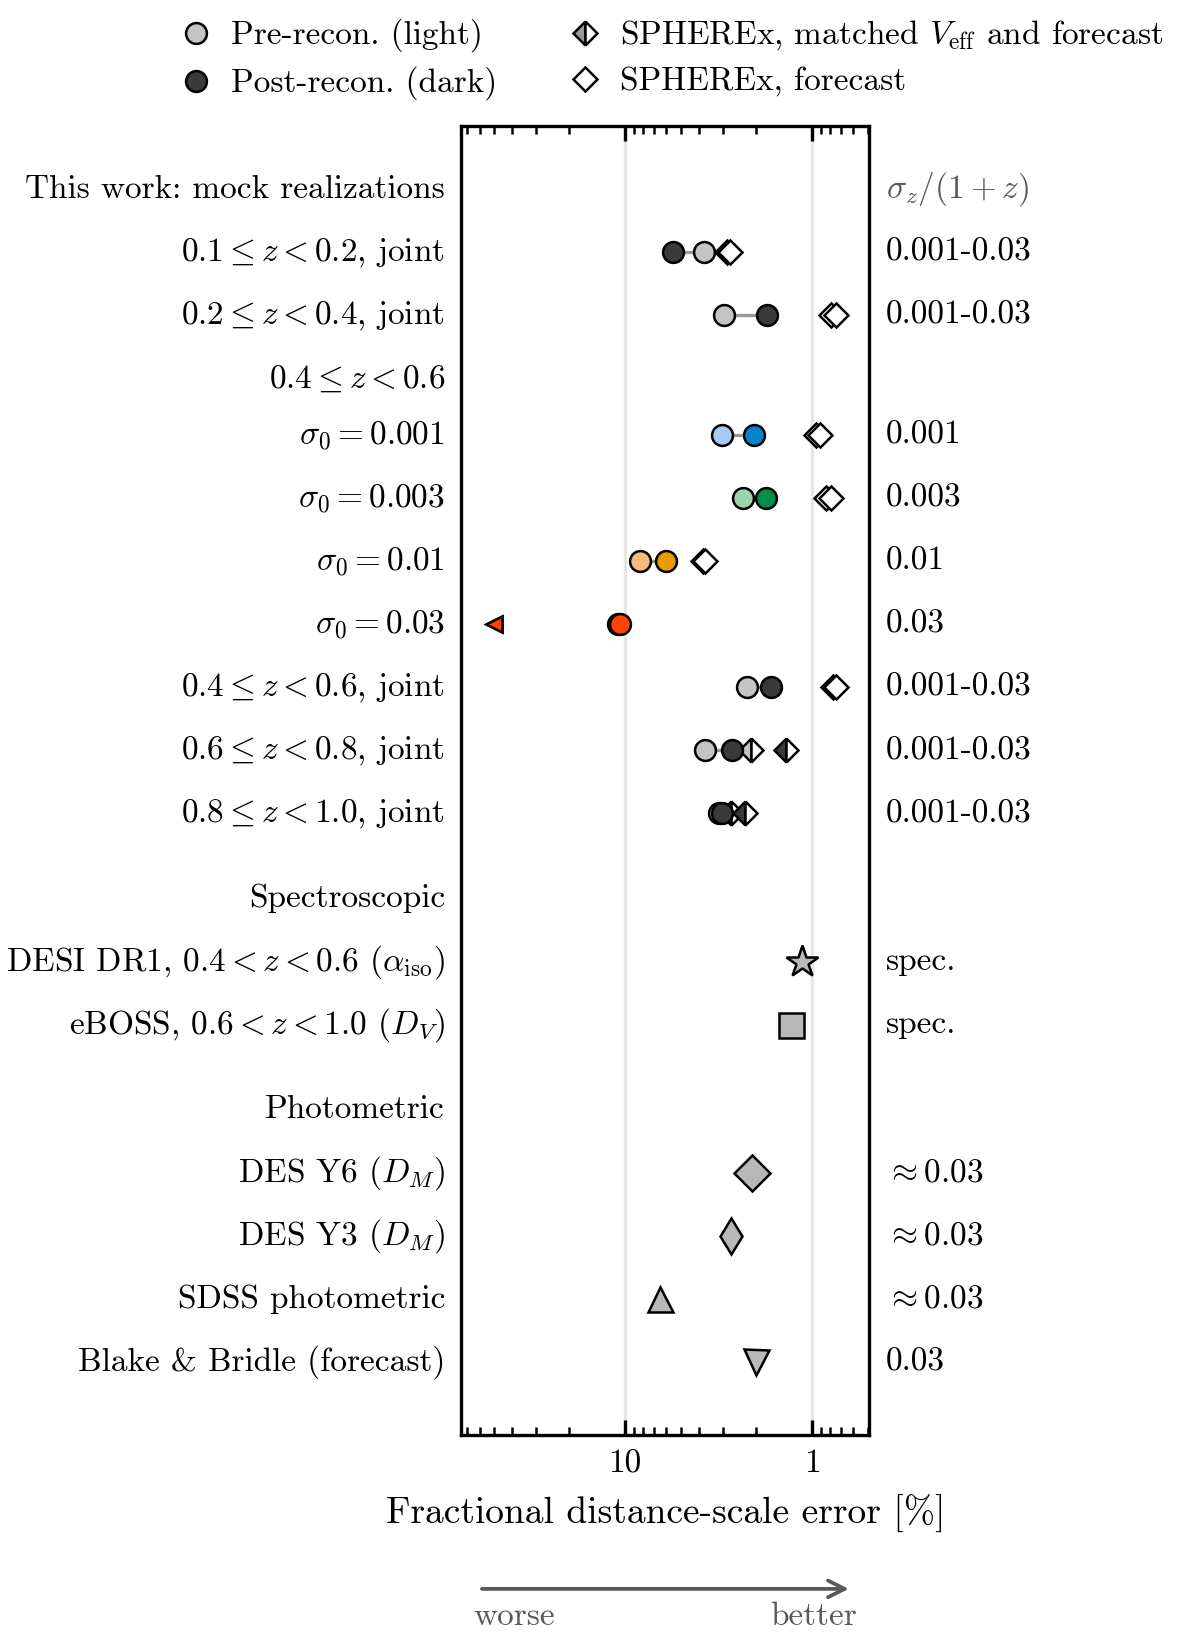 Pre-recon. (light)
SPHEREx, matched V_eff and forecast
Post-recon. (dark)
SPHEREx, forecast
This work: mock realizations
σ_z/(1 + z)
0.1 ≤ z < 0.2, joint
0.001-0.03
0.2 ≤ z < 0.4, joint
0.001-0.03
0.4 ≤ z < 0.6
σ_0 = 0.001
0.001
σ_0 = 0.003
0.003
σ_0 = 0.01
0.01
σ_0 = 0.03
0.03
0.4 ≤ z < 0.6, joint
0.001-0.03
0.6 ≤ z < 0.8, joint
0.001-0.03
0.8 ≤ z < 1.0, joint
0.001-0.03
Spectroscopic
DESI DR1, 0.4 < z < 0.6 (α_iso)
spec.
eBOSS, 0.6 < z < 1.0 (D_V)
spec.
Photometric
DES Y6 (D_M)
≈ 0.03
DES Y3 (D_M)
≈ 0.03
SDSS photometric
≈ 0.03
Blake & Bridle (forecast)
0.03
10
1
Fractional distance-scale error [%]
worse
better